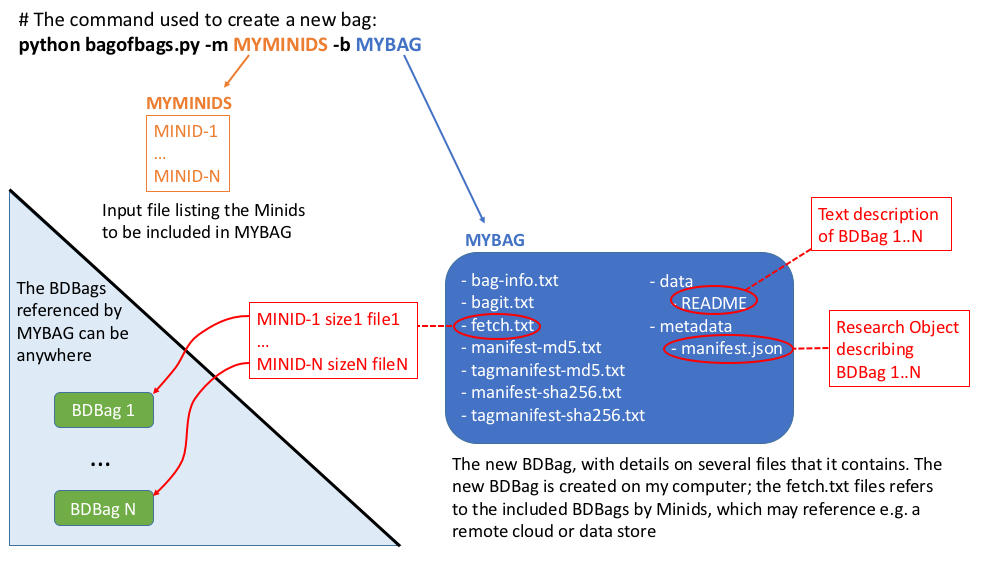 # The command used to create a new bag:
python bagofbags.py -m MYMINIDS -b MYBAG
MYMINIDS
MINID-1
...
MINID-N
Input file listing the Minids
to be included in MYBAG
The BDBags
referenced by
MYBAG can be
anywhere
MINID-1 size1 file1
...
MINID-N sizeN fileN
BDBag 1
...
BDBag N
MYBAG
- bag-info.txt
- bagit.txt
- fetch.txt
- manifest-md5.txt
- tagmanifest-md5.txt
- manifest-sha256.txt
- tagmanifest-sha256.txt
- data
- README
- metadata
- manifest.json
Text description
of BDBag 1..N
Research Object
describing
BDBag 1..N
The new BDBag, with details on several files that it contains. The
new BDBag is created on my computer; the fetch.txt files refers
to the included BDBags by Minids, which may reference e.g. a
remote cloud or data store